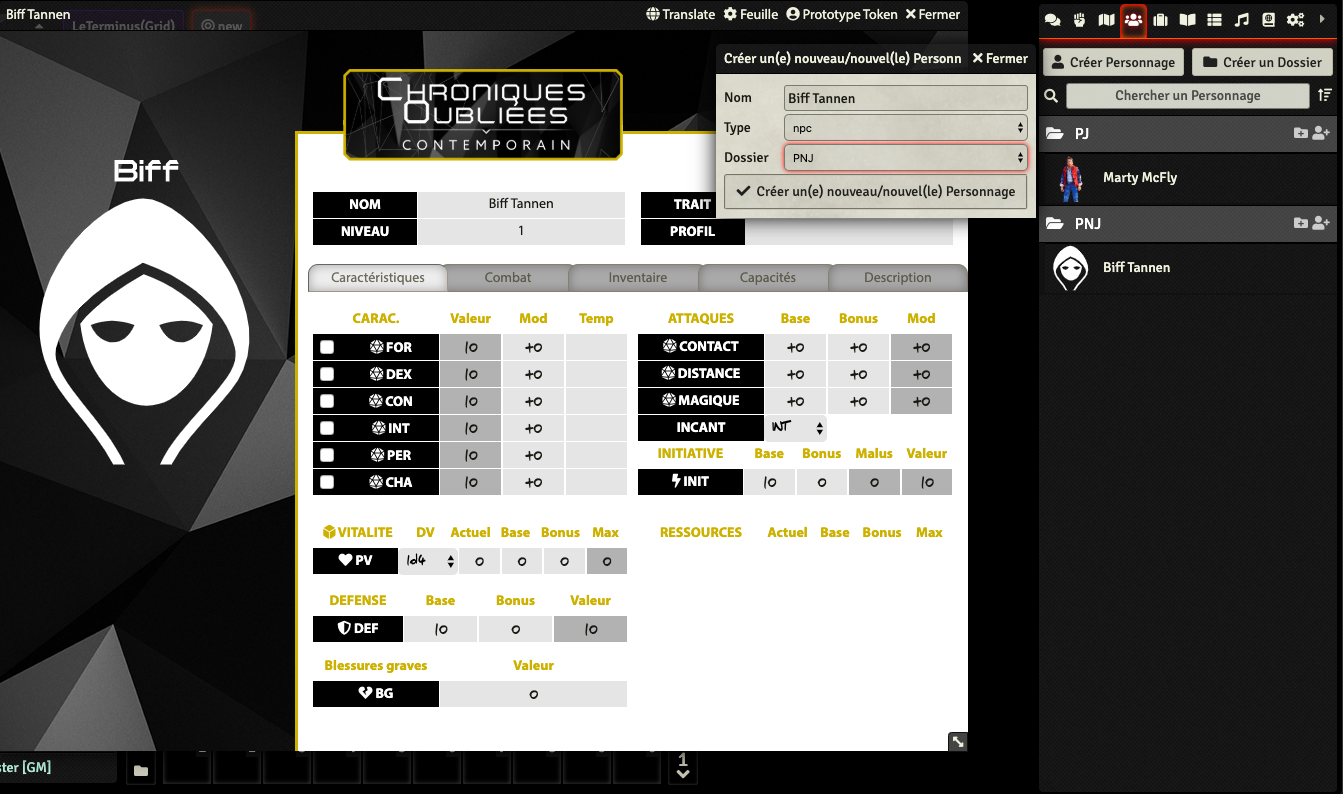 Biff Tannen
LeTerminus(Grid)
new
Translate Feuille Prototype Token Fermer
Créer un(e) nouveau/nouvel(le) Personn Fermer
Nom Biff Tannen
Type npc
Dossier PNJ
Créer un(e) nouveau/nouvel(le) Personnage
Créer Personnage Créer un Dossier
Chercher un Personnage
PJ
Marty McFly
PNJ
Biff Tannen
CHRONIQUES
OUBLIÉES
CONTEMPORAIN
Biff
NOM Biff Tannen TRAIT
NIVEAU 1 PROFIL
Caractéristiques Combat Inventaire Capacités Description
CARAC. Valeur Mod Temp
FOR 10 +0
DEX 10 +0
CON 10 +0
INT 10 +0
PER 10 +0
CHA 10 +0
ATTAQUES Base Bonus Mod
CONTACT +0 +0 +0
DISTANCE +0 +0 +0
MAGIQUE +0 +0 +0
INCANT INT
INITIATIVE Base Bonus Malus Valeur
INIT 10 0 0 10
VITALITE DV Actuel Base Bonus Max
PV 1d4 0 0 0 0
RESSOURCES Actuel Base Bonus Max
DEFENSE Base Bonus Valeur
DEF 10 0 10
Blessures graves Valeur
BG 0
ster [GM]
1